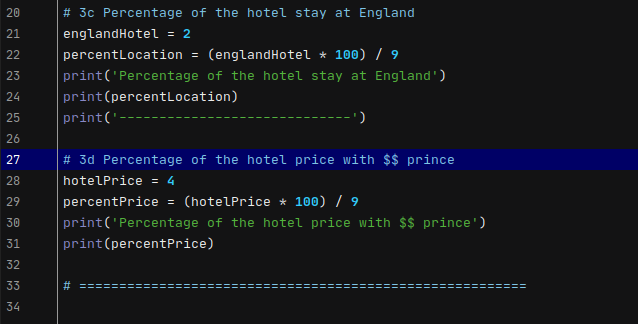 20 # 3c Percentage of the hotel stay at England
21 englandHotel = 2
22 percentLocation = (englandHotel * 100) / 9
23 print('Percentage of the hotel stay at England')
24 print(percentLocation)
25 print('-----------------------------')
26
27 # 3d Percentage of the hotel price with $$ prince
28 hotelPrice = 4
29 percentPrice = (hotelPrice * 100) / 9
30 print('Percentage of the hotel price with $$ prince')
31 print(percentPrice)
32
33 # ========================================================
34